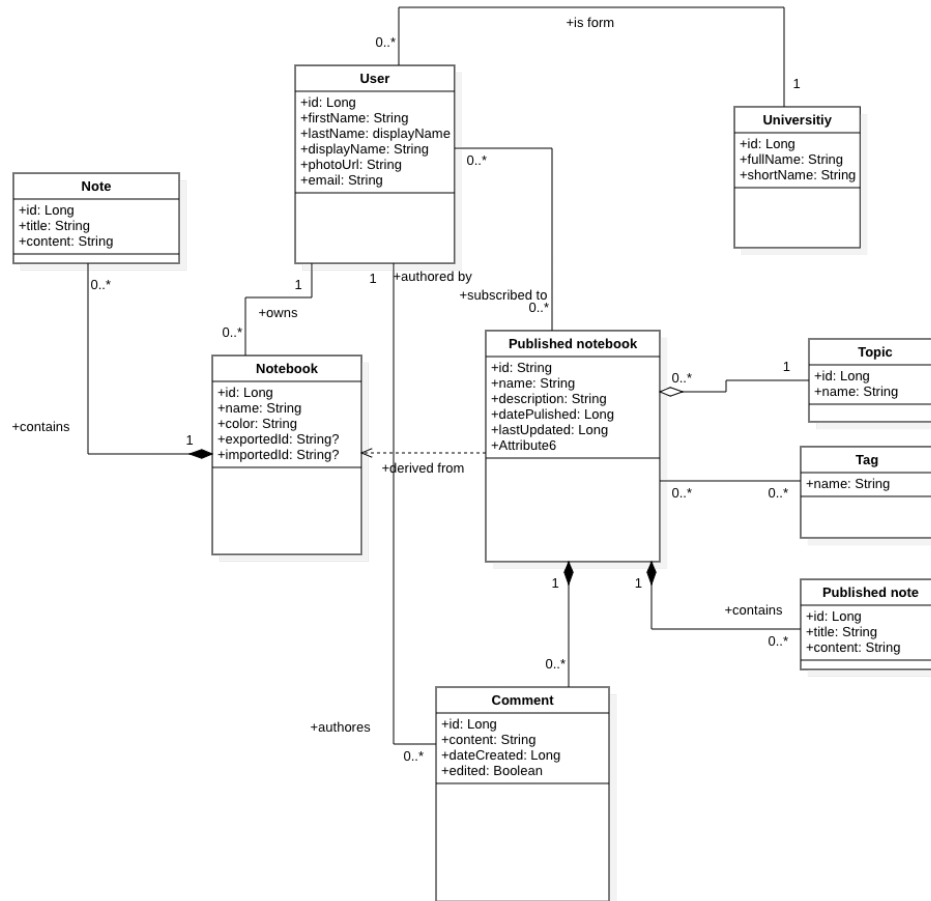 +is form
0..*
1
User
+id: Long
+firstName: String
+lastName: displayName
+displayName: String
+photoUrl: String
+email: String
Universitiy
+id: Long
+fullName: String
+shortName: String
0..*
Note
+id: Long
+title: String
+content: String
0..*
1
+owns
0..*
1
+authored by
+subscribed to
0..*
Notebook
+id: Long
+name: String
+color: String
+exportedId: String?
+importedId: String?
+contains
1
+derived from
Published notebook
+id: String
+name: String
+description: String
+datePulished: Long
+lastUpdated: Long
+Attribute6
0..*
1
Topic
+id: Long
+name: String
0..*
0..*
Tag
+name: String
1
1
+contains
0..*
Published note
+id: Long
+title: String
+content: String
0..*
+authores
0..*
Comment
+id: Long
+content: String
+dateCreated: Long
+edited: Boolean